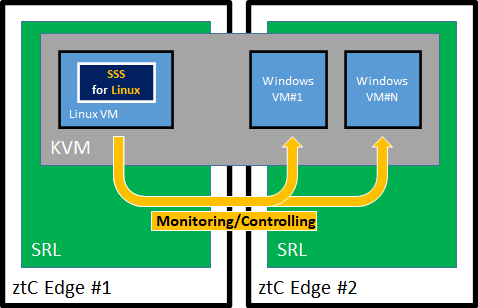 SSS
for Linux
Linux VM
Windows
VM#1
Windows
VM#N
KVM
Monitoring/Controlling
SRL
SRL
ztC Edge #1
ztC Edge #2